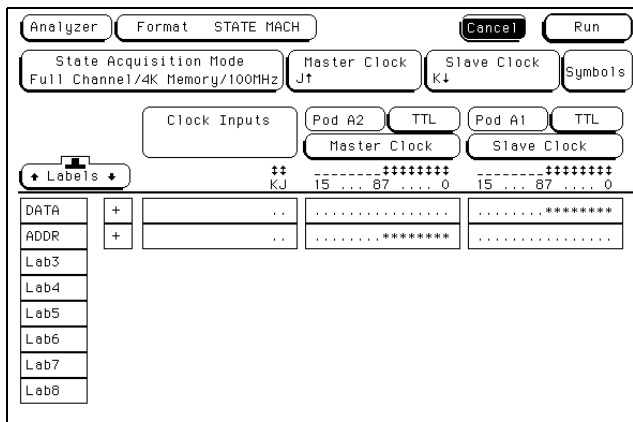 Analyzer Format STATE MACH Cancel Run
State Acquisition Mode Master Clock Slave Clock Symbols
Full Channel/4K Memory/100MHz J↑ K↓
Clock Inputs Pod A2 TTL Pod A1 TTL
Master Clock Slave Clock
↑ Labels ↓ ↕↕ ________↕↕↕↕↕↕↕↕ ________↕↕↕↕↕↕↕↕
KJ 15 ... 87 .... 0 15 ... 87 .... 0
DATA + .. ................ ........********
ADDR + .. ........******** ................
Lab3
Lab4
Lab5
Lab6
Lab7
Lab8